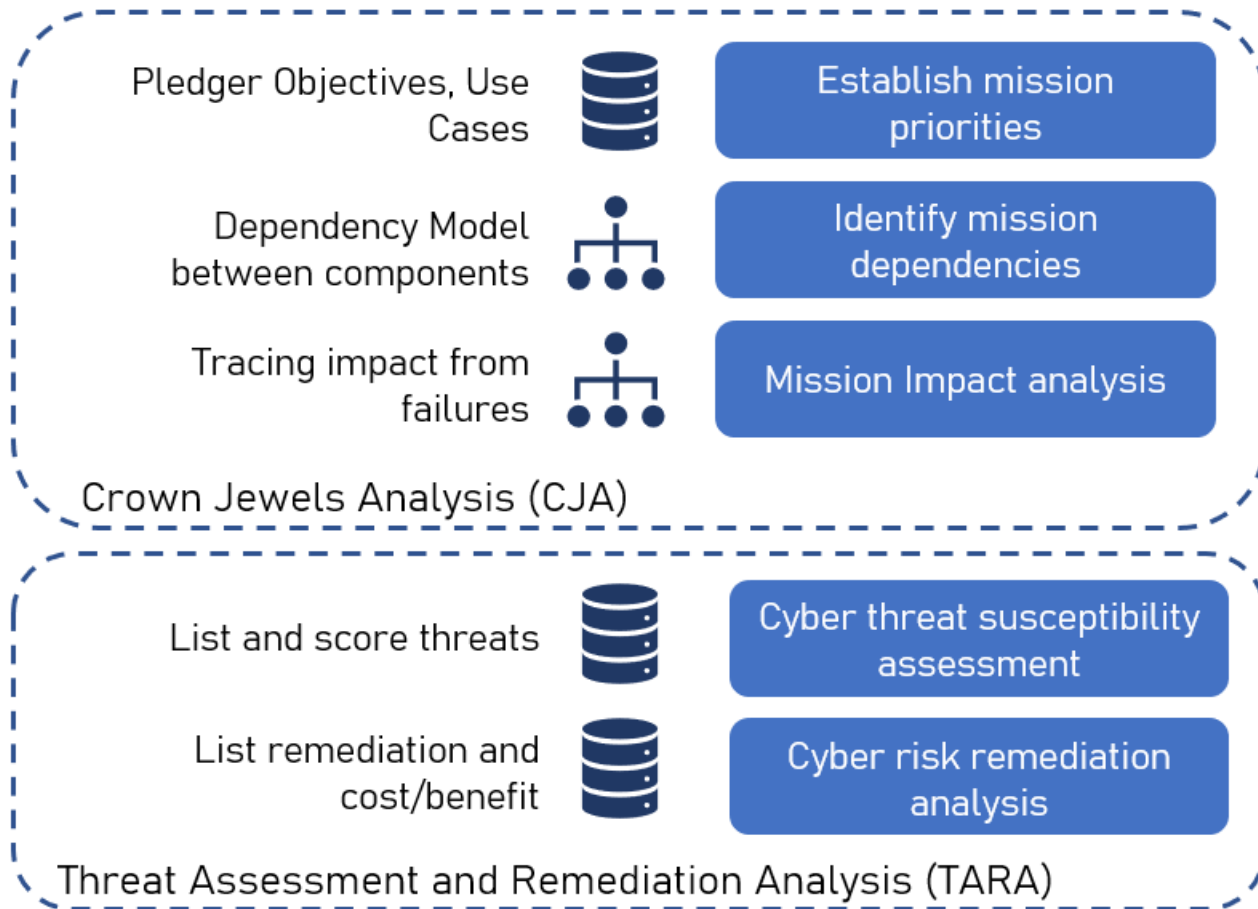 Pledger Objectives, Use
Cases
Establish mission
priorities
Dependency Model
between components
Identify mission
dependencies
Tracing impact from
failures
Mission Impact analysis
Crown Jewels Analysis (CJA)
List and score threats
Cyber threat susceptibility
assessment
List remediation and
cost/benefit
Cyber risk remediation
analysis
Threat Assessment and Remediation Analysis (TARA)